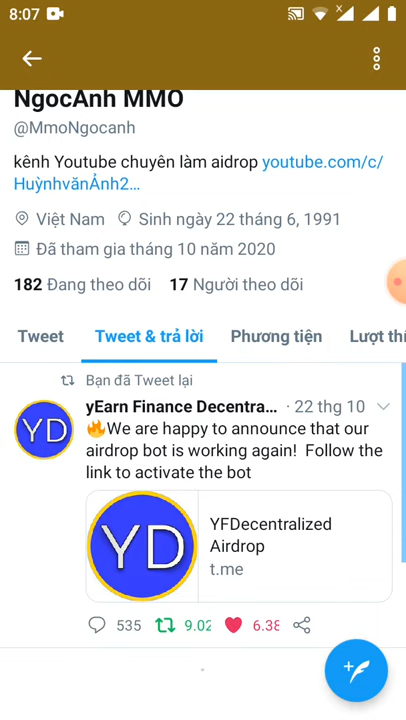 8:07
NgocAnh MMO
@MmoNgocanh
kênh Youtube chuyên làm aidrop youtube.com/c/
HuỳnhvănẢnh2…
Việt Nam Sinh ngày 22 tháng 6, 1991
Đã tham gia tháng 10 năm 2020
182 Đang theo dõi 17 Người theo dõi
Tweet Tweet & trả lời Phương tiện Lượt thí
Bạn đã Tweet lại
yEarn Finance Decentra... · 22 thg 10
🔥We are happy to announce that our
airdrop bot is working again! Follow the
link to activate the bot
YD
YD
YFDecentralized
Airdrop
t.me
535 9.02 6.38